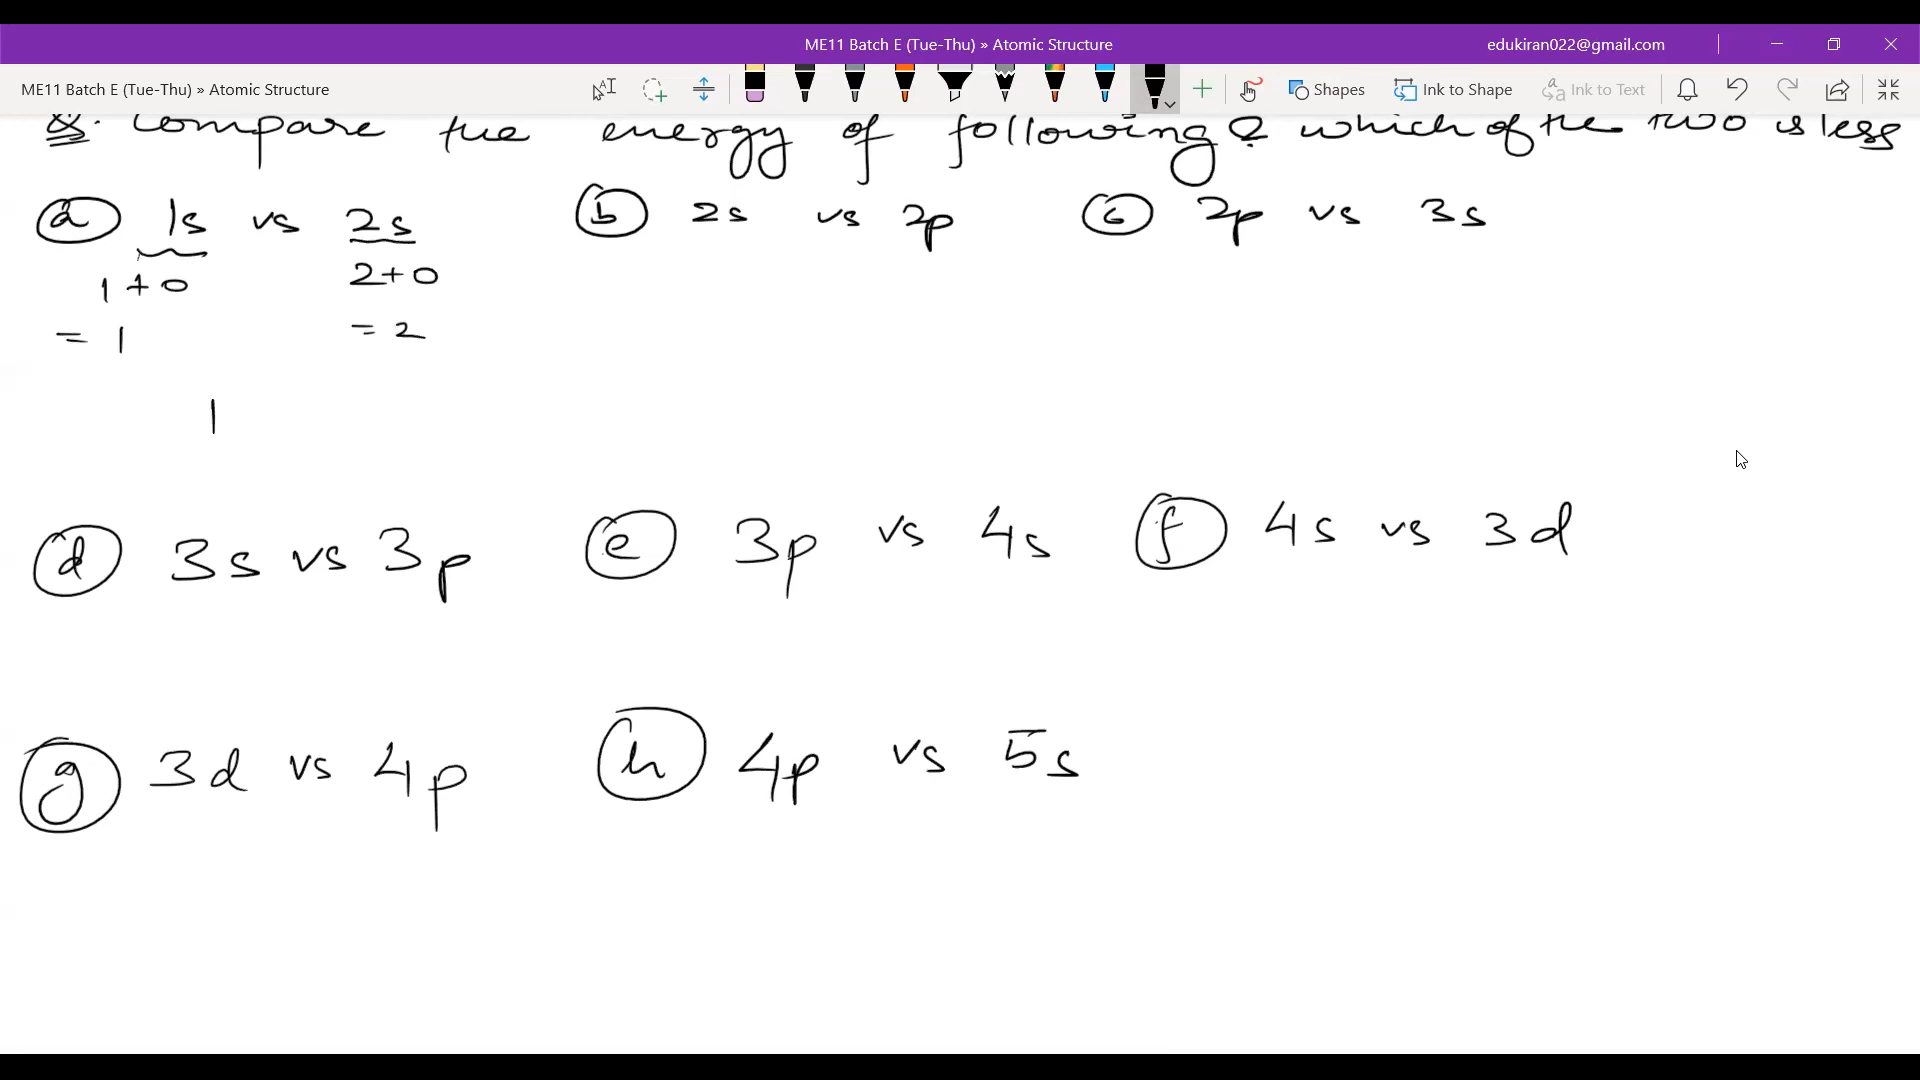 ME11 Batch E (Tue-Thu) » Atomic Structure
edukiran022@gmail.com
ME11 Batch E (Tue-Thu) » Atomic Structure
Shapes
Ink to Shape
Ink to Text
Q. Compare the energy of following & which of the two is less
(a) 1s vs 2s (b) 2s vs 2p (c) 2p vs 3s
1+0 2+0
= 1 = 2
1
(d) 3s vs 3p (e) 3p vs 4s (f) 4s vs 3d
(g) 3d vs 4p (h) 4p vs 5s